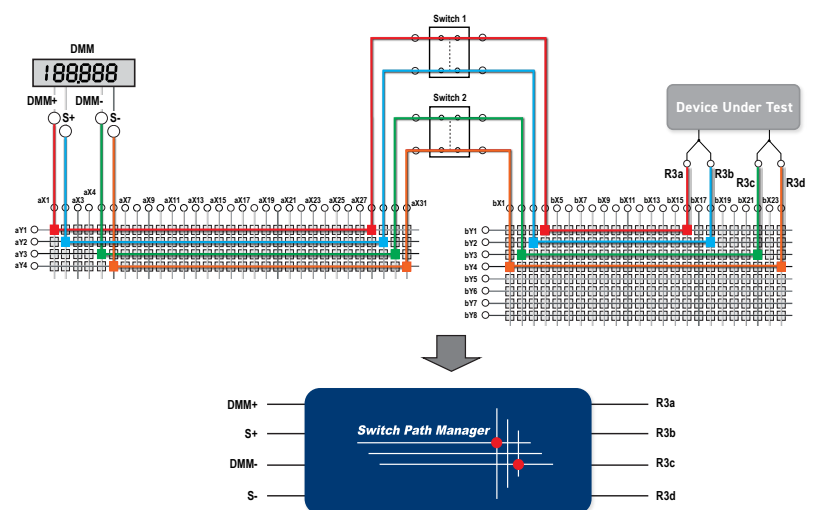 Switch 1
DMM
188.888
DMM+ DMM-
S+ S-
Switch 2
Device Under Test
R3a R3b R3c R3d
aX1 aX3 aX4 aX7 aX9 aX11 aX13 aX15 aX17 aX19 aX21 aX23 aX25 aX27 aX31
bX1 bX5 bX7 bX9 bX11 bX13 bX15 bX17 bX19 bX21 bX23
aY1
aY2
aY3
aY4
bY1
bY2
bY3
bY4
bY5
bY6
bY7
bY8
DMM+ R3a
S+ R3b
Switch Path Manager
DMM- R3c
S- R3d